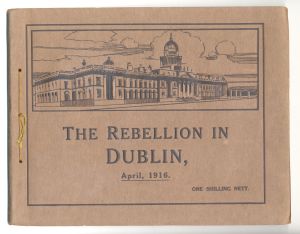 THE REBELLION IN
DUBLIN,
April, 1916.
ONE SHILLING NETT.